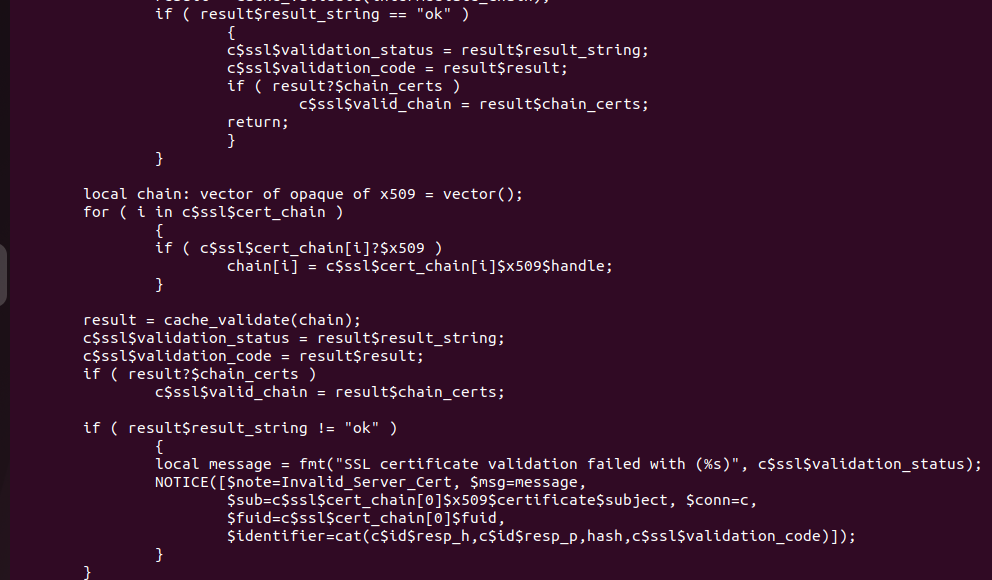 if ( result$result_string == "ok" )
{
c$ssl$validation_status = result$result_string;
c$ssl$validation_code = result$result;
if ( result?$chain_certs )
c$ssl$valid_chain = result$chain_certs;
return;
}
}
local chain: vector of opaque of x509 = vector();
for ( i in c$ssl$cert_chain )
{
if ( c$ssl$cert_chain[i]?$x509 )
chain[i] = c$ssl$cert_chain[i]$x509$handle;
}
result = cache_validate(chain);
c$ssl$validation_status = result$result_string;
c$ssl$validation_code = result$result;
if ( result?$chain_certs )
c$ssl$valid_chain = result$chain_certs;
if ( result$result_string != "ok" )
{
local message = fmt("SSL certificate validation failed with (%s)", c$ssl$validation_status);
NOTICE([$note=Invalid_Server_Cert, $msg=message,
$sub=c$ssl$cert_chain[0]$x509$certificate$subject, $conn=c,
$fuid=c$ssl$cert_chain[0]$fuid,
$identifier=cat(c$id$resp_h,c$id$resp_p,hash,c$ssl$validation_code)]);
}
}